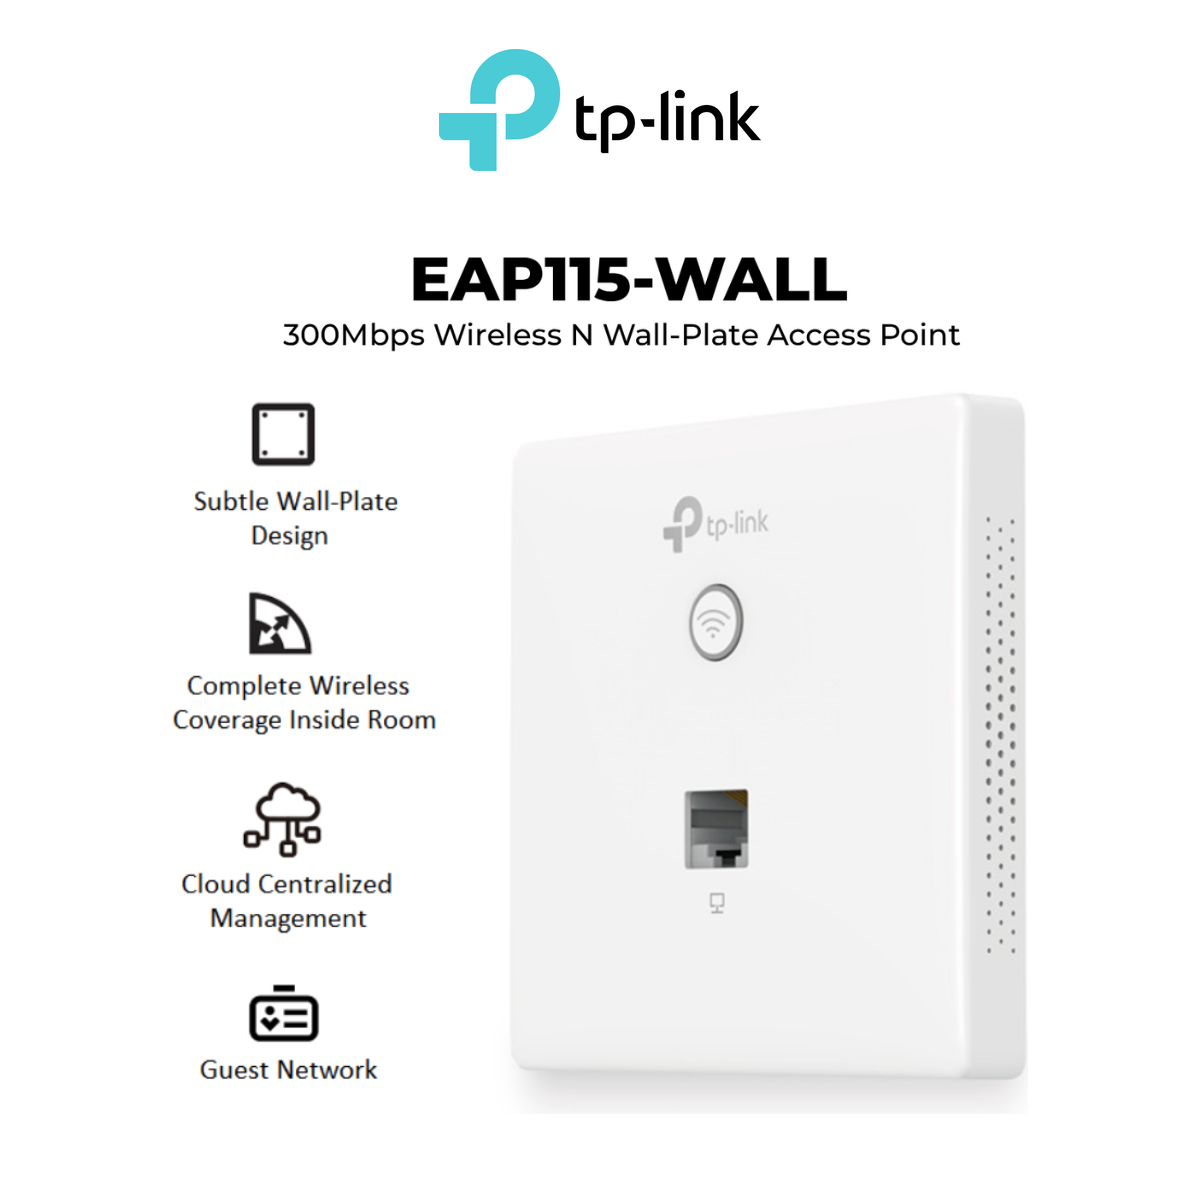 tp-link
EAP115-WALL
300Mbps Wireless N Wall-Plate Access Point
Subtle Wall-Plate
Design
Complete Wireless
Coverage Inside Room
Cloud Centralized
Management
Guest Network
tp-link